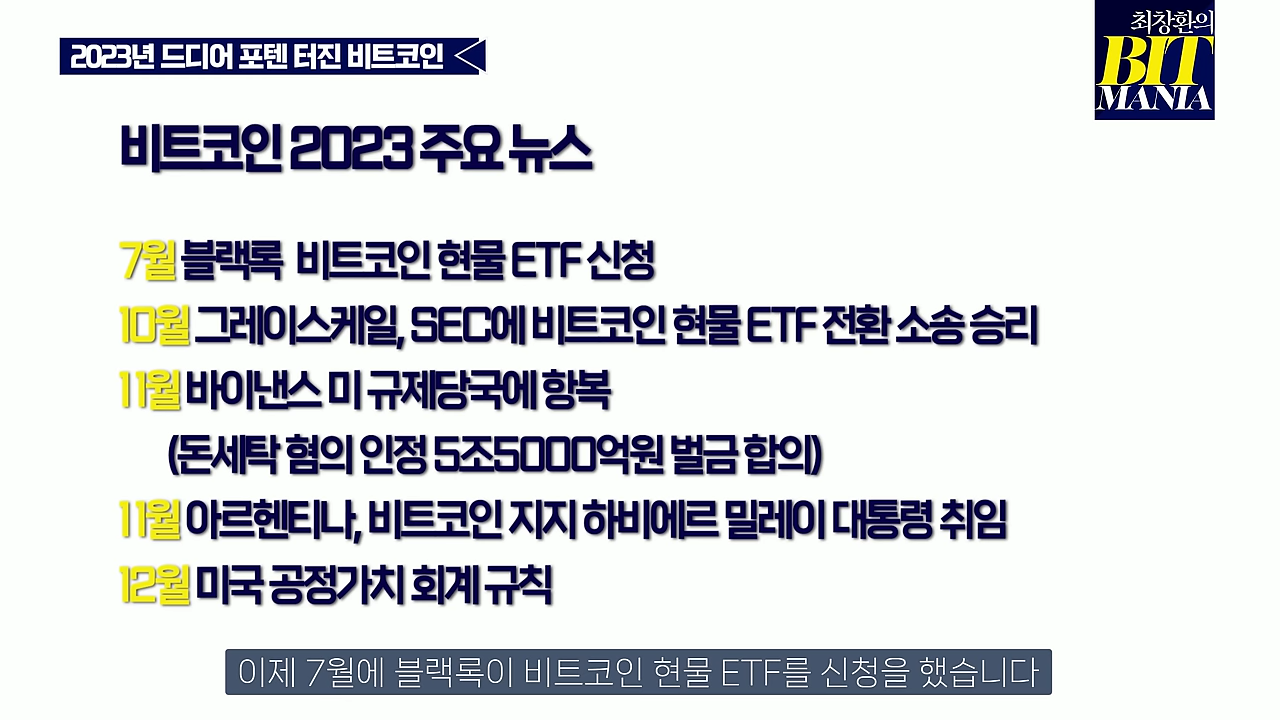 2023년 드디어 포텐 터진 비트코인
최창환의
BIT
MANIA
비트코인 2023 주요 뉴스
7월 블랙록 비트코인 현물 ETF 신청
10월 그레이스케일, SEC에 비트코인 현물 ETF 전환 소송 승리
11월 바이낸스 미 규제당국에 항복
(돈세탁 혐의 인정 5조5000억원 벌금 합의)
11월 아르헨티나, 비트코인 지지 하비에르 밀레이 대통령 취임
12월 미국 공정가치 회계 규칙
이제 7월에 블랙록이 비트코인 현물 ETF를 신청을 했습니다